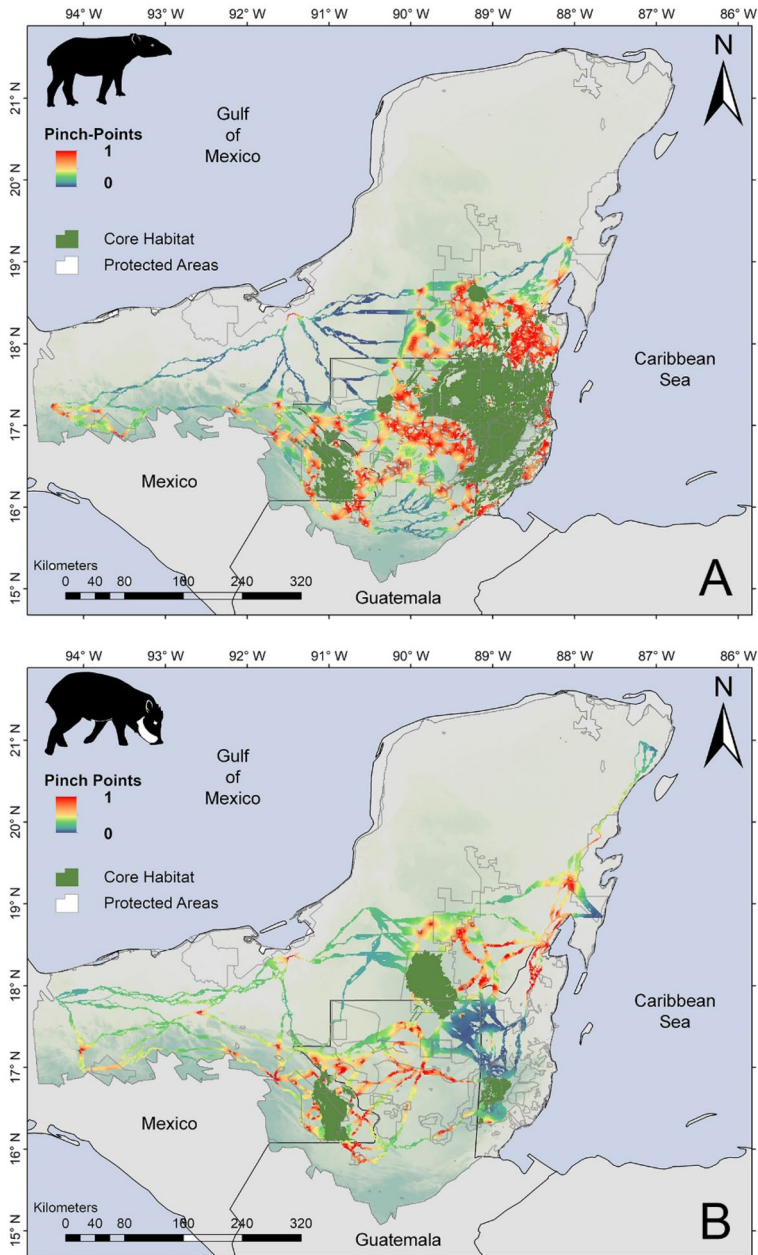 94° W 93° W 92° W 91° W 90° W 89° W 88° W 87° W 86° W
N
21° N
Gulf
of
Mexico
Pinch-Points
1
0
20° N
Core Habitat
19° N
Protected Areas
18° N
Caribbean
Sea
17° N
Mexico
16° N
Kilometers
0 40 80 160 240 320
A
15° N
Guatemala
94° W 93° W 92° W 91° W 90° W 89° W 88° W 87° W 86° W
N
21° N
Gulf
of
Mexico
Pinch Points
1
0
20° N
Core Habitat
19° N
Protected Areas
18° N
Caribbean
Sea
17° N
Mexico
16° N
Kilometers
0 40 80 160 240 320
B
15° N
Guatemala